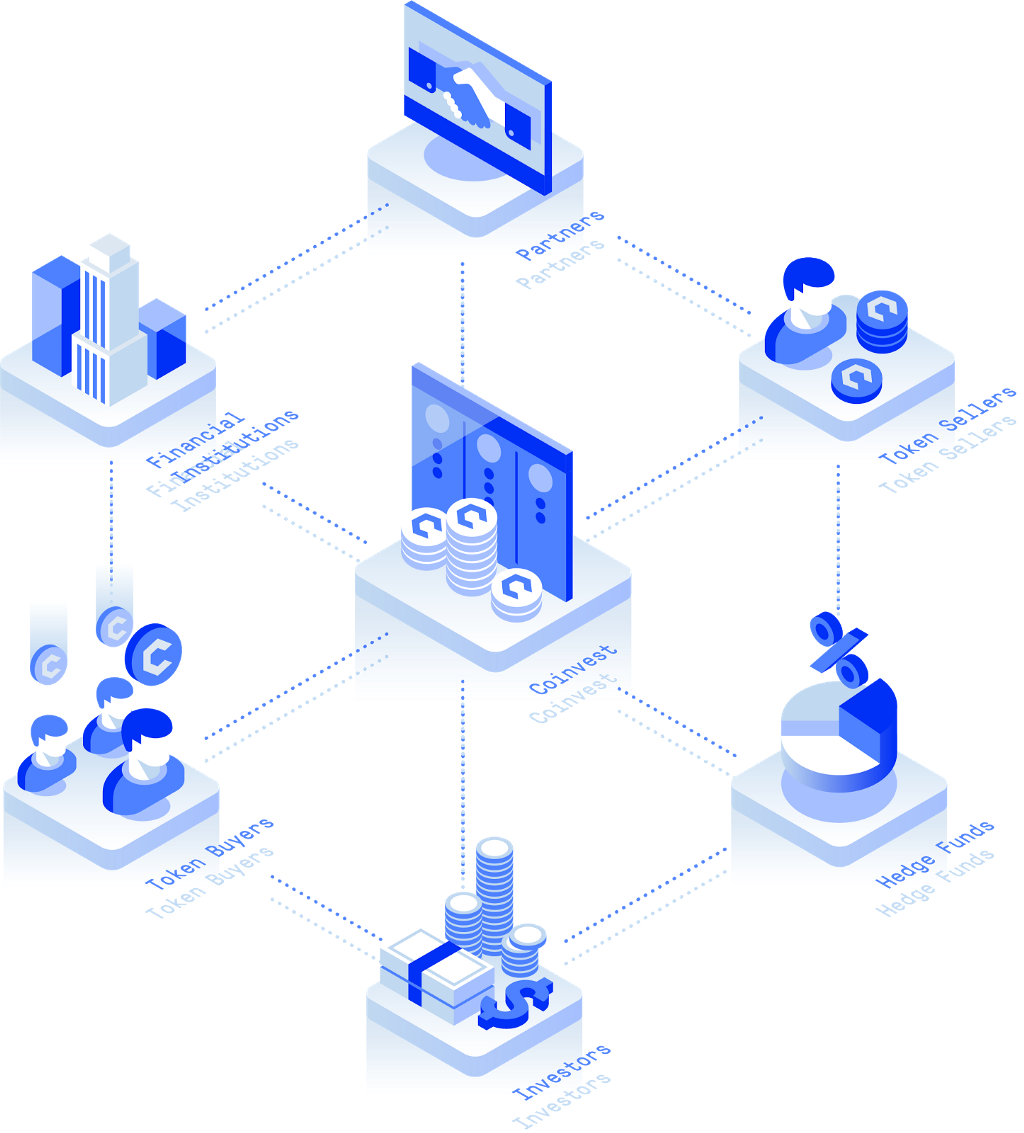 Partners
Partners
Financial
Institutions
Financial
Institutions
Token Sellers
Token Sellers
Coinvest
Coinvest
Token Buyers
Token Buyers
Hedge Funds
Hedge Funds
Investors
Investors